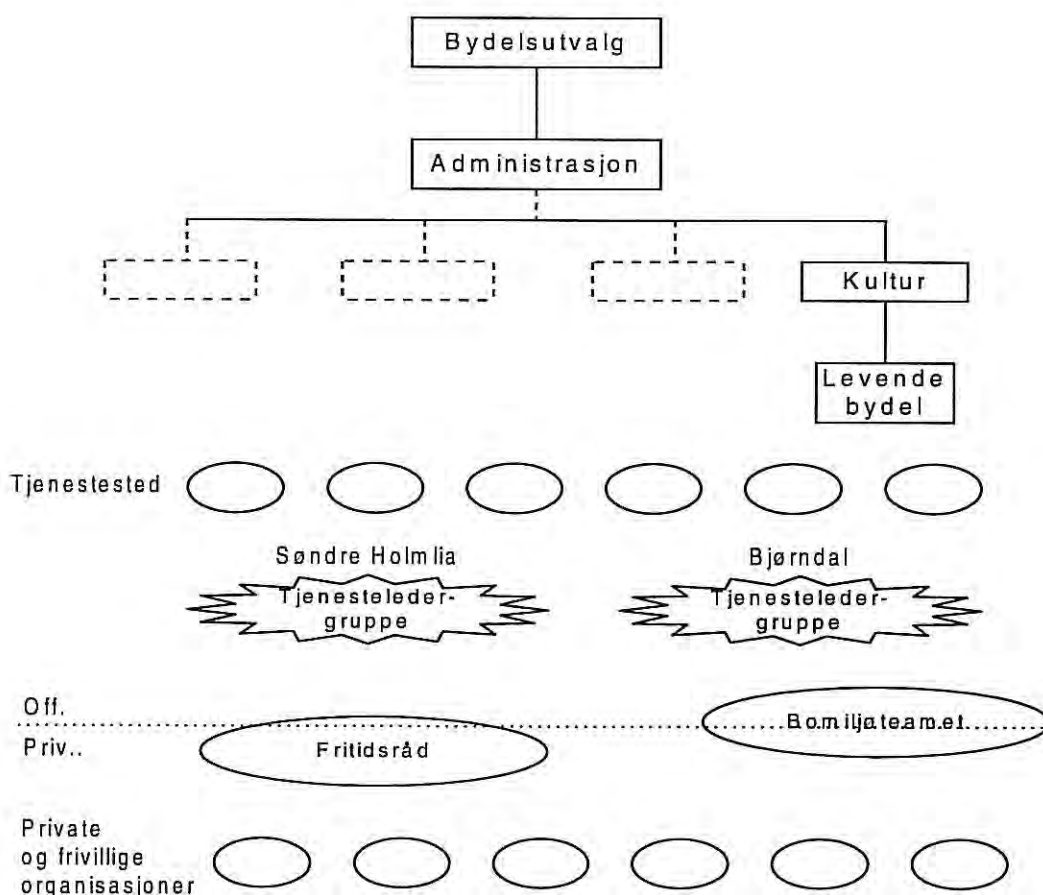 Bydelsutvalg
Administrasjon
Kultur
Levende
bydel
Tjenestested
Søndre Holmlia
Bjørndal
Tjenesteleder-
gruppe
Tjenesteleder-
gruppe
Off.
Bomiljøteamet
Priv..
Fritidsråd
Private
og frivillige
organisasjoner